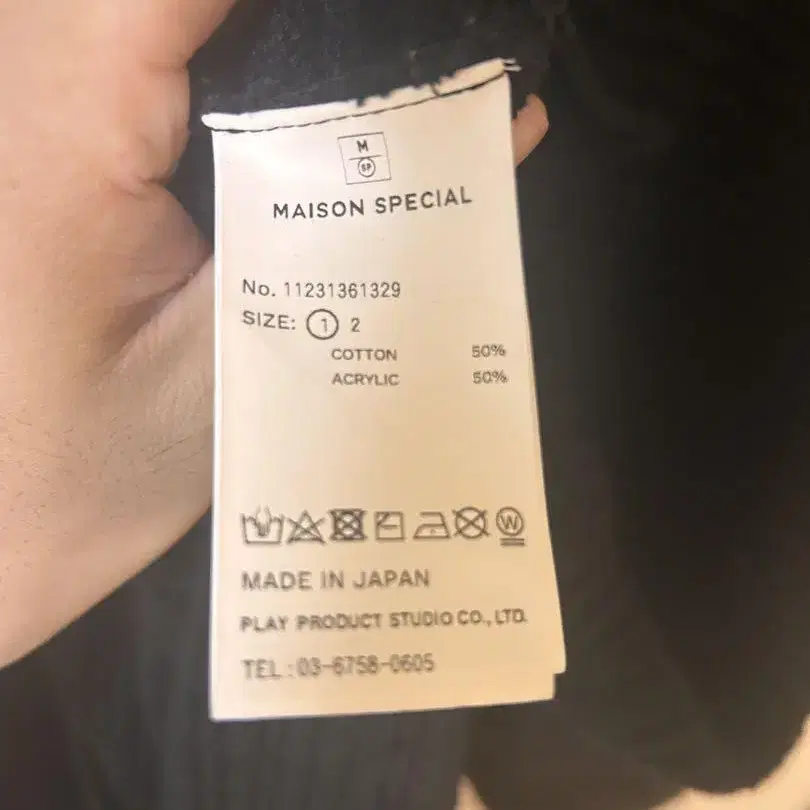 M
SP
MAISON SPECIAL
No. 11231361329
SIZE: 1 2
COTTON 50%
ACRYLIC 50%
W
MADE IN JAPAN
PLAY PRODUCT STUDIO CO., LTD.
TEL : 03-6758-0605